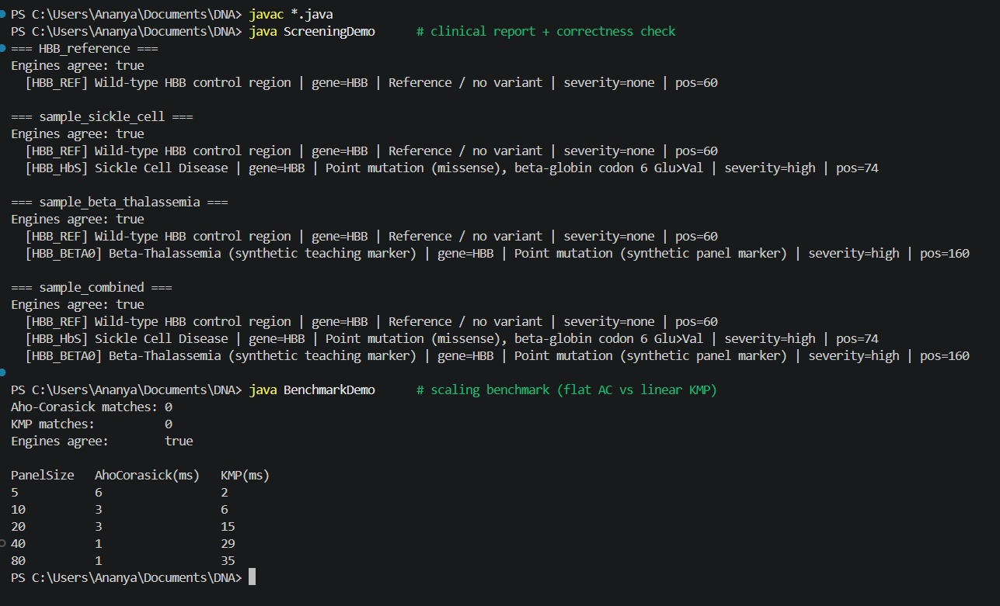 PS C:\Users\Ananya\Documents\DNA> javac *.java
PS C:\Users\Ananya\Documents\DNA> java ScreeningDemo      # clinical report + correctness check
=== HBB_reference ===
Engines agree: true
  [HBB_REF] Wild-type HBB control region | gene=HBB | Reference / no variant | severity=none | pos=60

=== sample_sickle_cell ===
Engines agree: true
  [HBB_REF] Wild-type HBB control region | gene=HBB | Reference / no variant | severity=none | pos=60
  [HBB_HbS] Sickle Cell Disease | gene=HBB | Point mutation (missense), beta-globin codon 6 Glu>Val | severity=high | pos=74

=== sample_beta_thalassemia ===
Engines agree: true
  [HBB_REF] Wild-type HBB control region | gene=HBB | Reference / no variant | severity=none | pos=60
  [HBB_BETA0] Beta-Thalassemia (synthetic teaching marker) | gene=HBB | Point mutation (synthetic panel marker) | severity=high | pos=160

=== sample_combined ===
Engines agree: true
  [HBB_REF] Wild-type HBB control region | gene=HBB | Reference / no variant | severity=none | pos=60
  [HBB_HbS] Sickle Cell Disease | gene=HBB | Point mutation (missense), beta-globin codon 6 Glu>Val | severity=high | pos=74
  [HBB_BETA0] Beta-Thalassemia (synthetic teaching marker) | gene=HBB | Point mutation (synthetic panel marker) | severity=high | pos=160

PS C:\Users\Ananya\Documents\DNA> java BenchmarkDemo      # scaling benchmark (flat AC vs linear KMP)
Aho-Corasick matches: 0
KMP matches:          0
Engines agree:        true

PanelSize   AhoCorasick(ms)   KMP(ms)
5           6                 2
10          3                 6
20          3                 15
40          1                 29
80          1                 35
PS C:\Users\Ananya\Documents\DNA>